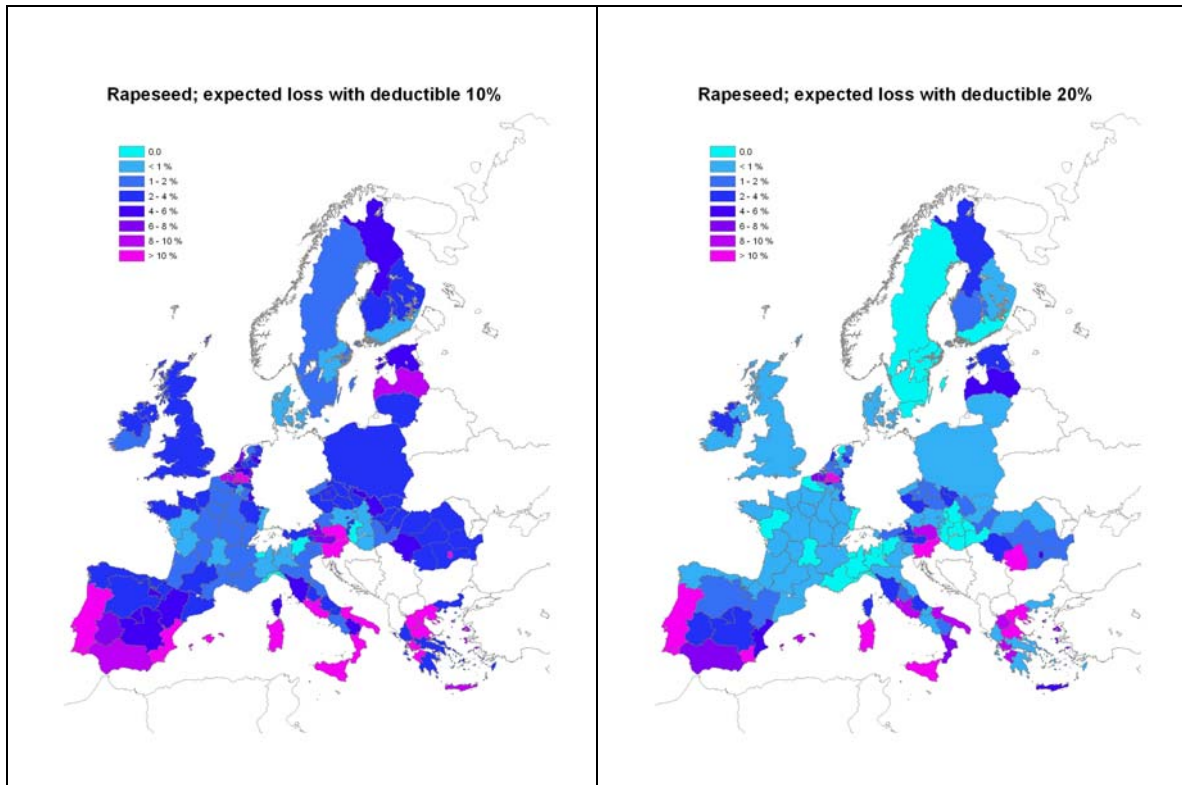 Rapeseed; expected loss with deductible 10%
0.0
< 1 %
1 - 2 %
2 - 4 %
4 - 6 %
6 - 8 %
8 - 10 %
> 10 %
Rapeseed; expected loss with deductible 20%
0.0
< 1 %
1 - 2 %
2 - 4 %
4 - 6 %
6 - 8 %
8 - 10 %
> 10 %